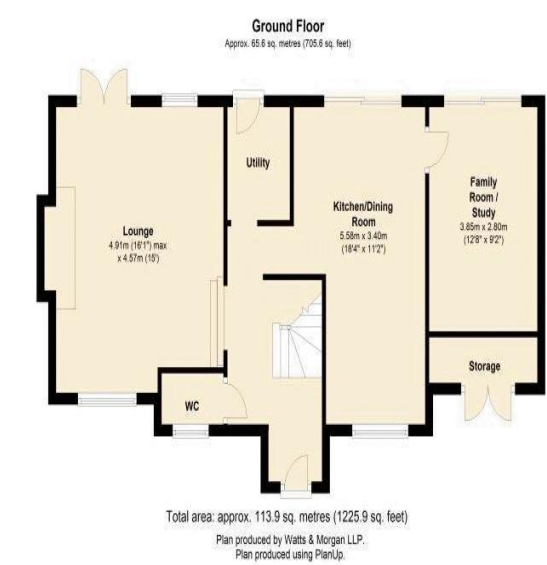 Ground Floor
Approx. 65.6 sq. metres (705.6 sq. feet)
Utility
Lounge
4.91m (16'1") max
x 4.57m (15')
Kitchen/Dining
Room
5.58m x 3.40m
(18'4" x 11'2")
Family
Room /
Study
3.85m x 2.80m
(12'8" x 9'2")
Storage
WC
Total area: approx. 113.9 sq. metres (1225.9 sq. feet)
Plan produced by Watts & Morgan LLP.
Plan produced using PlanUp.